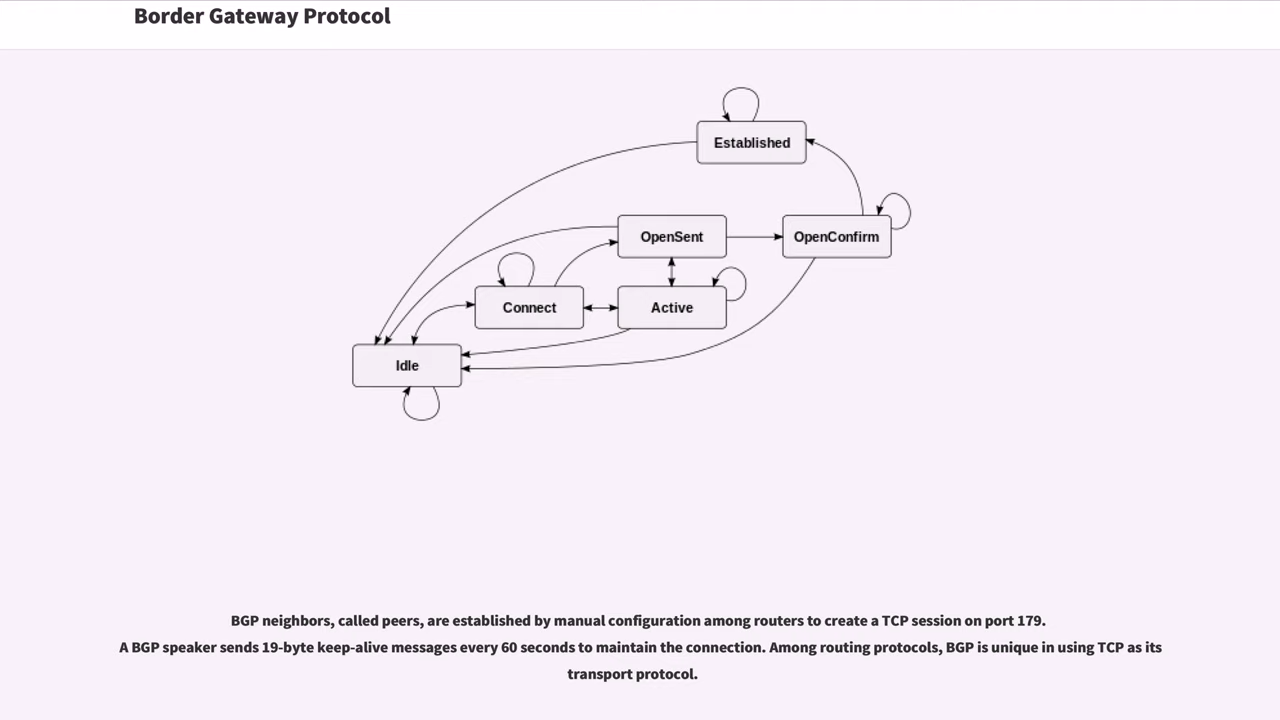 Border Gateway Protocol
Established
OpenSent
OpenConfirm
Connect
Active
Idle
BGP neighbors, called peers, are established by manual configuration among routers to create a TCP session on port 179.
A BGP speaker sends 19-byte keep-alive messages every 60 seconds to maintain the connection. Among routing protocols, BGP is unique in using TCP as its
transport protocol.